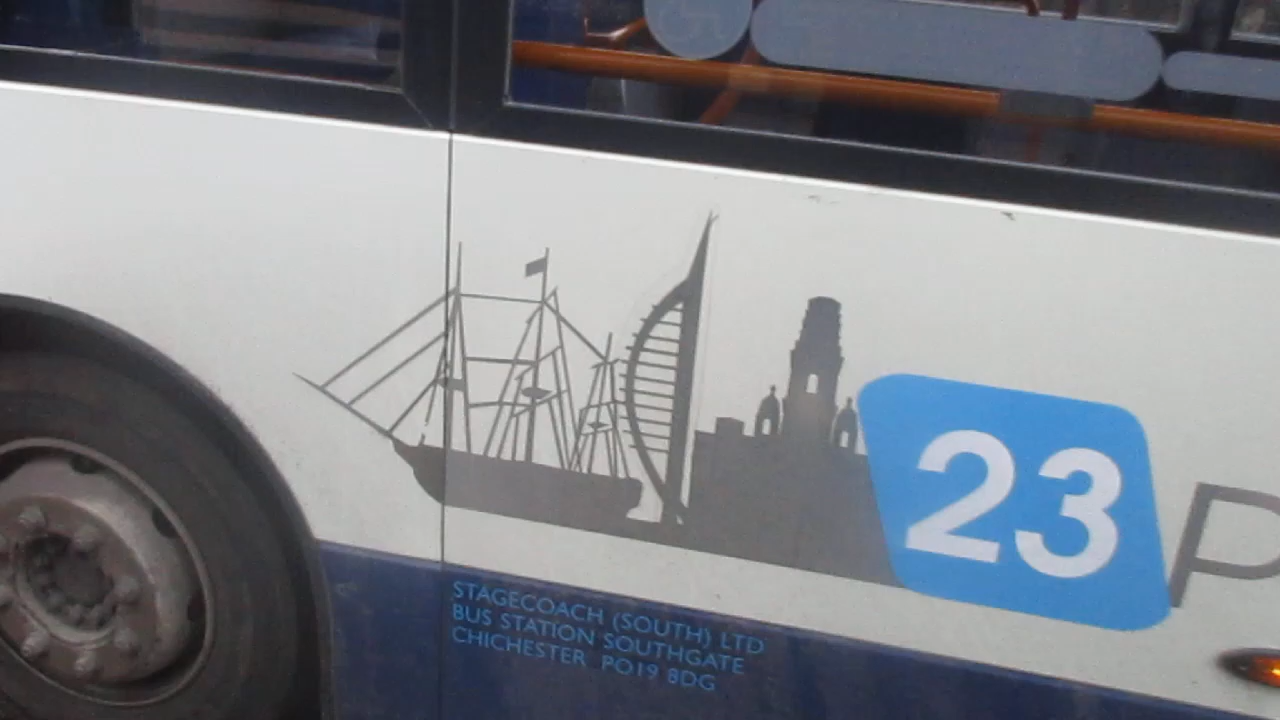 23 P
STAGECOACH (SOUTH) LTD
BUS STATION SOUTHGATE
CHICHESTER PO19 8DG